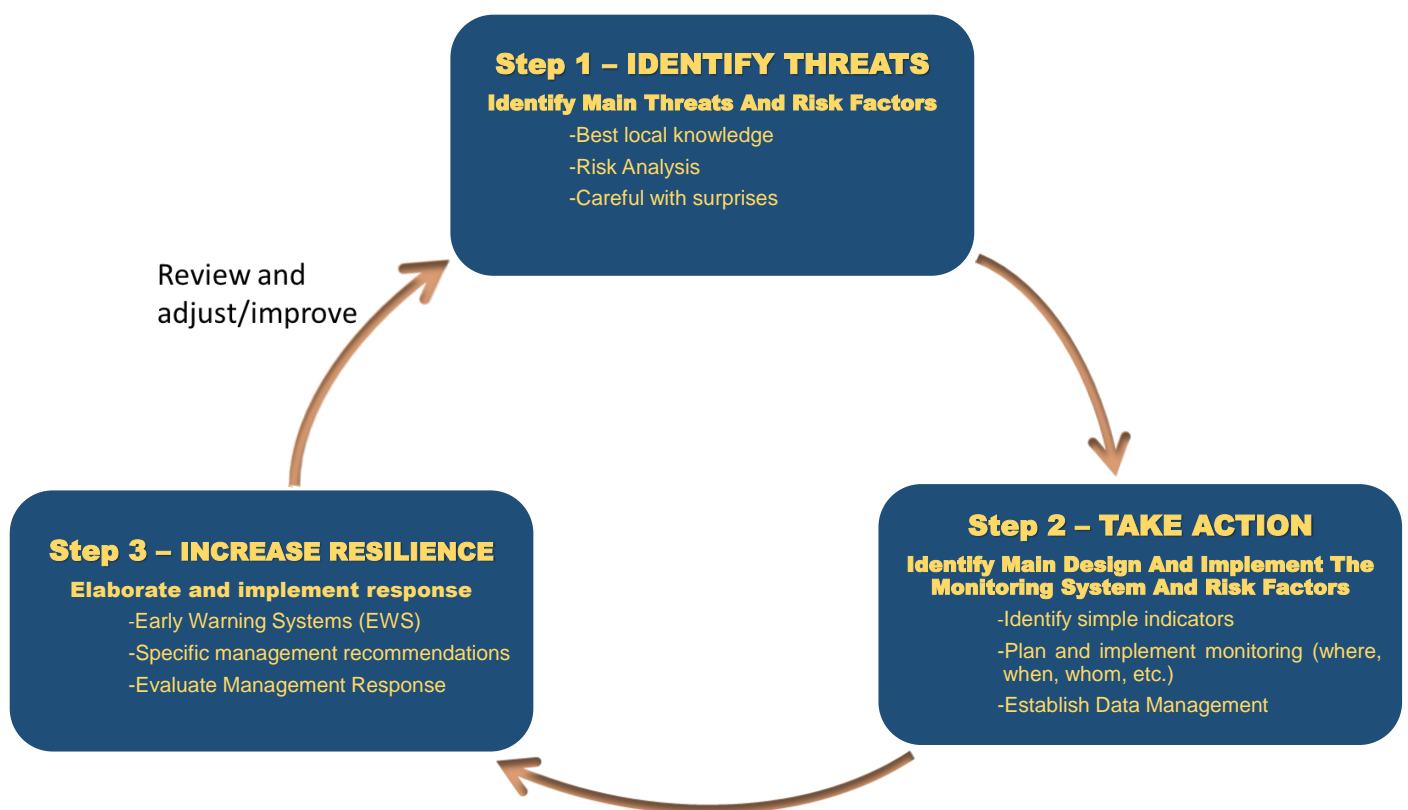 Step 1 – IDENTIFY THREATS
Identify Main Threats And Risk Factors
-Best local knowledge
-Risk Analysis
-Careful with surprises
Review and
adjust/improve
Step 2 – TAKE ACTION
Identify Main Design And Implement The
Monitoring System And Risk Factors
-Identify simple indicators
-Plan and implement monitoring (where,
when, whom, etc.)
-Establish Data Management
Step 3 – INCREASE RESILIENCE
Elaborate and implement response
-Early Warning Systems (EWS)
-Specific management recommendations
-Evaluate Management Response